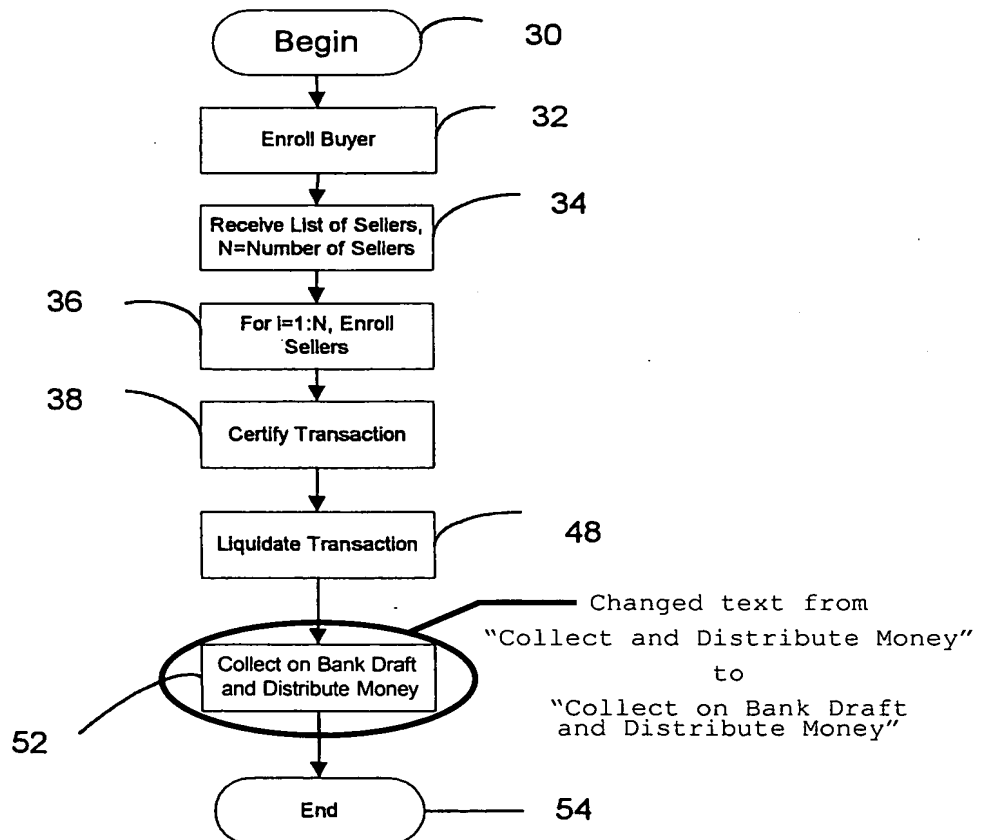 Begin
30
Enroll Buyer
32
Receive List of Sellers,
N=Number of Sellers
34
36
For i=1:N, Enroll
Sellers
38
Certify Transaction
Liquidate Transaction
48
Changed text from
"Collect and Distribute Money"
to
"Collect on Bank Draft
and Distribute Money"
Collect on Bank Draft
and Distribute Money
52
End
54